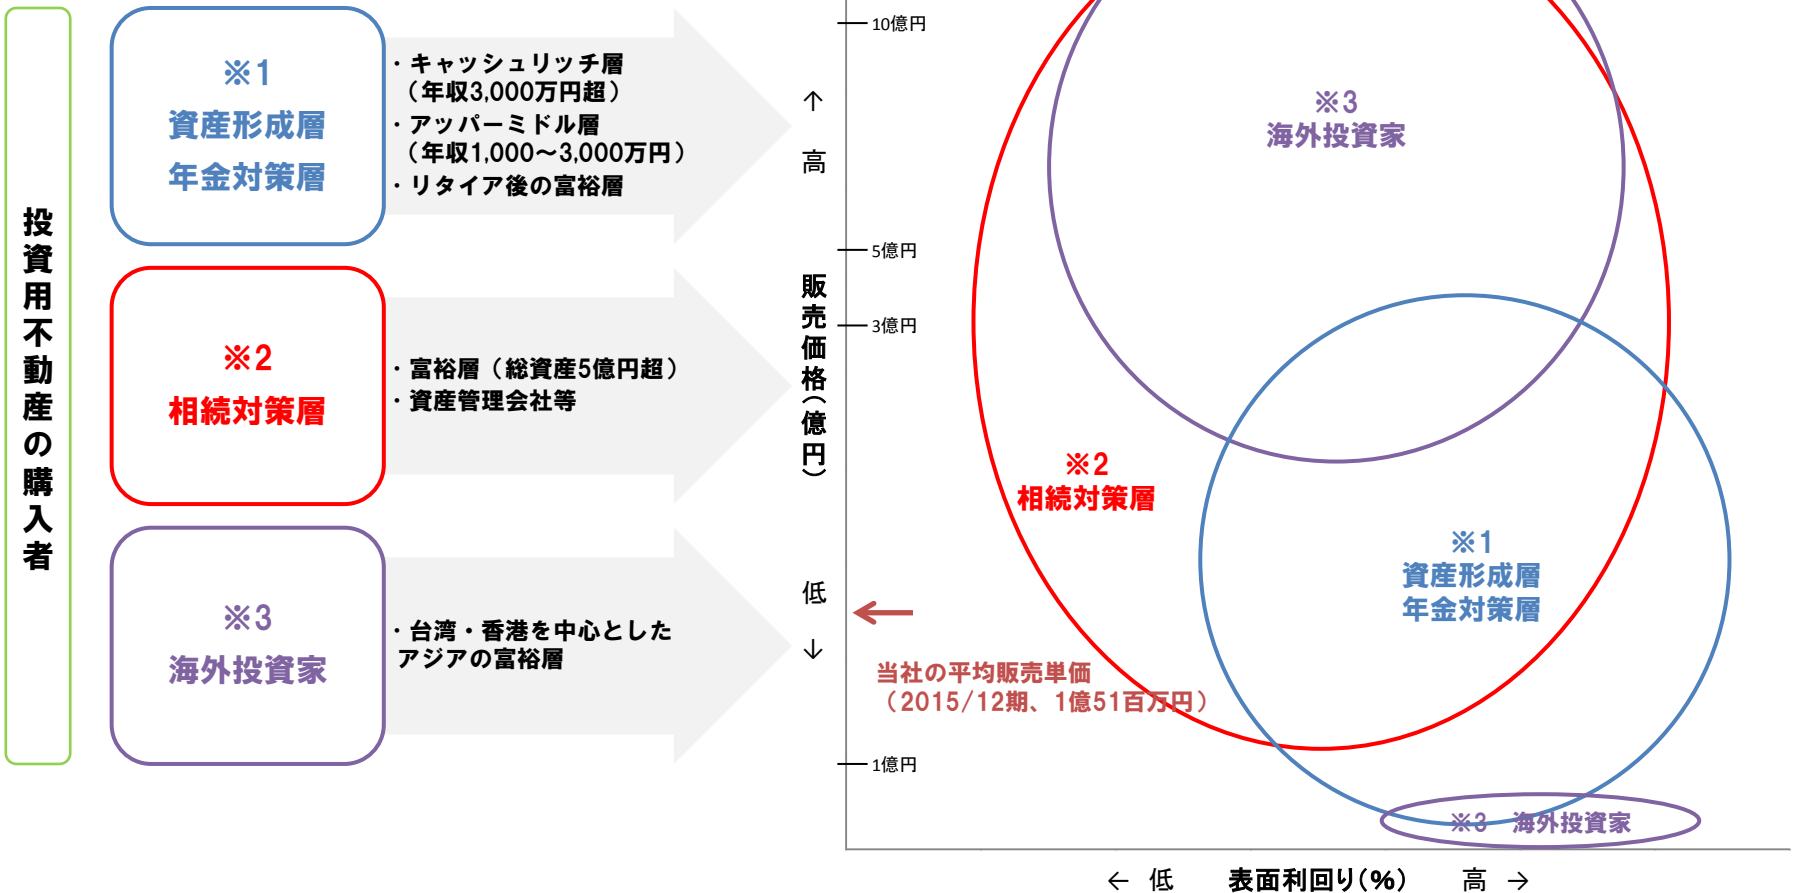 投資用不動産の購入者
※1
資産形成層
年金対策層
・キャッシュリッチ層
（年収3,000万円超）
・アッパーミドル層
（年収1,000～3,000万円）
・リタイア後の富裕層
※2
相続対策層
・富裕層（総資産5億円超）
・資産管理会社等
※3
海外投資家
・台湾・香港を中心とした
アジアの富裕層
↑
高
販売価格（億円）
低
↓
10億円
5億円
3億円
1億円
※3
海外投資家
※2
相続対策層
※1
資産形成層
年金対策層
当社の平均販売単価
（2015/12期、1億51百万円）
※3　海外投資家
← 低　表面利回り（%）　高 →